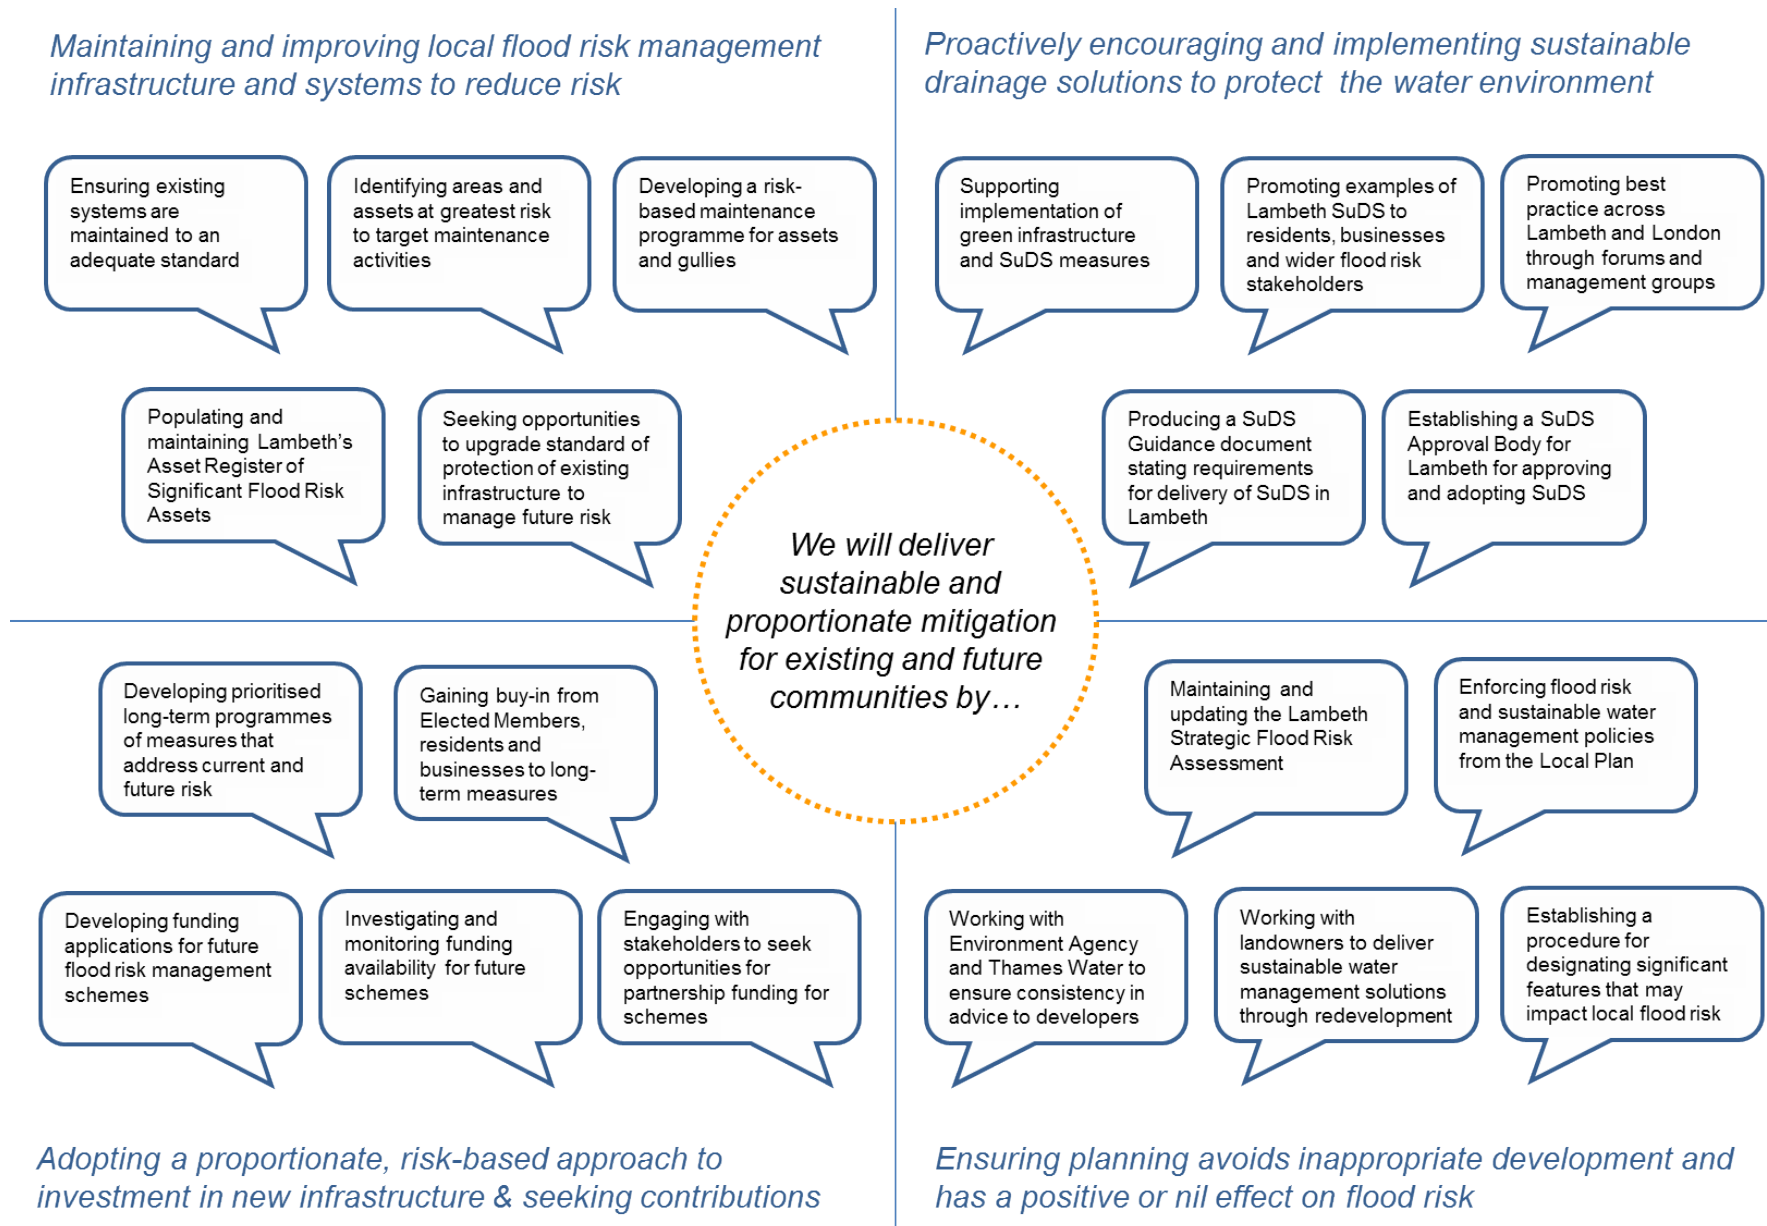 Maintaining and improving local flood risk management
infrastructure and systems to reduce risk
Ensuring existing
systems are
maintained to an
adequate standard
Identifying areas and
assets at greatest risk
to target maintenance
activities
Developing a risk-
based maintenance
programme for assets
and gullies
Populating and
maintaining Lambeth's
Asset Register of
Significant Flood Risk
Assets
Seeking opportunities
to upgrade standard of
protection of existing
infrastructure to
manage future risk
Proactively encouraging and implementing sustainable
drainage solutions to protect the water environment
Supporting
implementation of
green infrastructure
and SuDS measures
Promoting examples of
Lambeth SuDS to
residents, businesses
and wider flood risk
stakeholders
Promoting best
practice across
Lambeth and London
through forums and
management groups
Producing a SuDS
Guidance document
stating requirements
for delivery of SuDS in
Lambeth
Establishing a SuDS
Approval Body for
Lambeth for approving
and adopting SuDS
We will deliver
sustainable and
proportionate mitigation
for existing and future
communities by…
Developing prioritised
long-term programmes
of measures that
address current and
future risk
Gaining buy-in from
Elected Members,
residents and
businesses to long-
term measures
Developing funding
applications for future
flood risk management
schemes
Investigating and
monitoring funding
availability for future
schemes
Engaging with
stakeholders to seek
opportunities for
partnership funding for
schemes
Adopting a proportionate, risk-based approach to
investment in new infrastructure & seeking contributions
Maintaining and
updating the Lambeth
Strategic Flood Risk
Assessment
Enforcing flood risk
and sustainable water
management policies
from the Local Plan
Working with
Environment Agency
and Thames Water to
ensure consistency in
advice to developers
Working with
landowners to deliver
sustainable water
management solutions
through redevelopment
Establishing a
procedure for
designating significant
features that may
impact local flood risk
Ensuring planning avoids inappropriate development and
has a positive or nil effect on flood risk